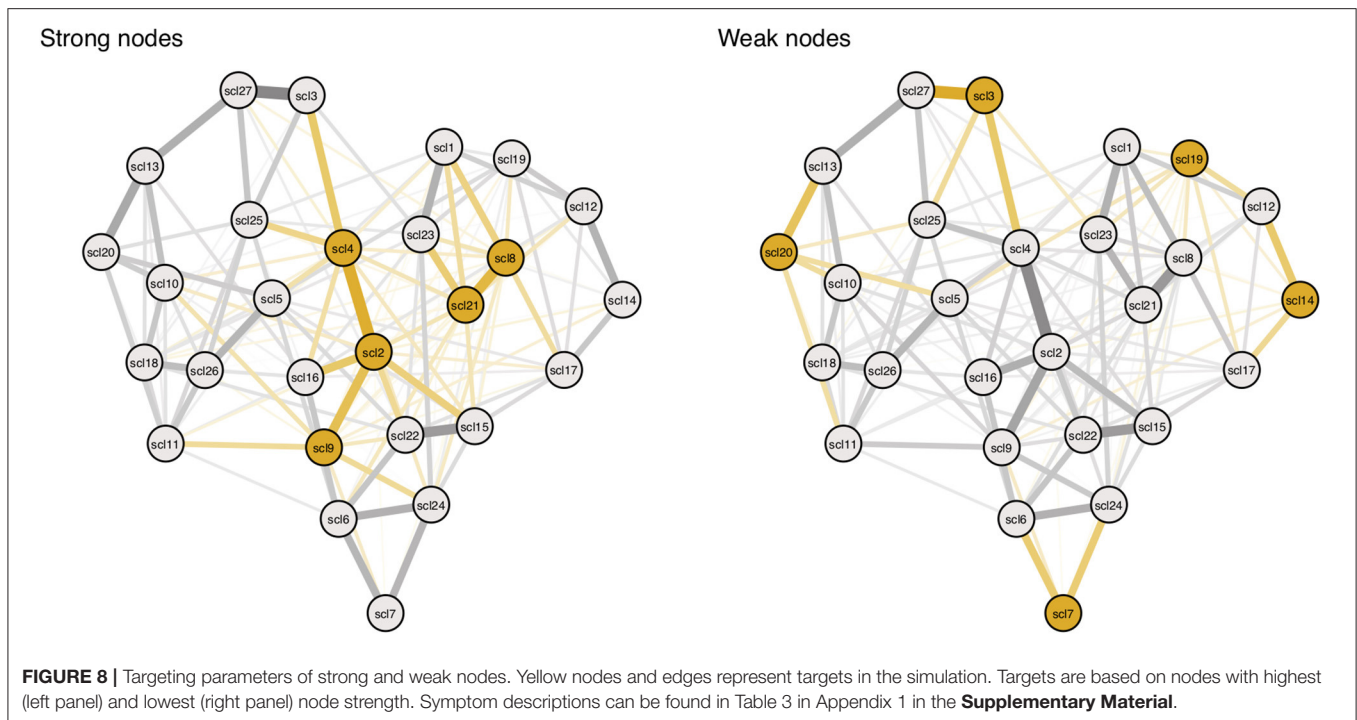 Strong nodes
Weak nodes
scl27
scl3
scl13
scl1
scl19
scl12
scl25
scl23
scl4
scl20
scl8
scl10
scl5
scl21
scl14
scl2
scl18
scl26
scl16
scl17
scl15
scl22
scl11
scl9
scl24
scl6
scl7
scl27
scl3
scl13
scl1
scl19
scl12
scl25
scl23
scl4
scl20
scl8
scl10
scl5
scl21
scl14
scl2
scl18
scl26
scl16
scl17
scl15
scl22
scl11
scl9
scl24
scl6
scl7
FIGURE 8 | Targeting parameters of strong and weak nodes. Yellow nodes and edges represent targets in the simulation. Targets are based on nodes with highest
(left panel) and lowest (right panel) node strength. Symptom descriptions can be found in Table 3 in Appendix 1 in the Supplementary Material.